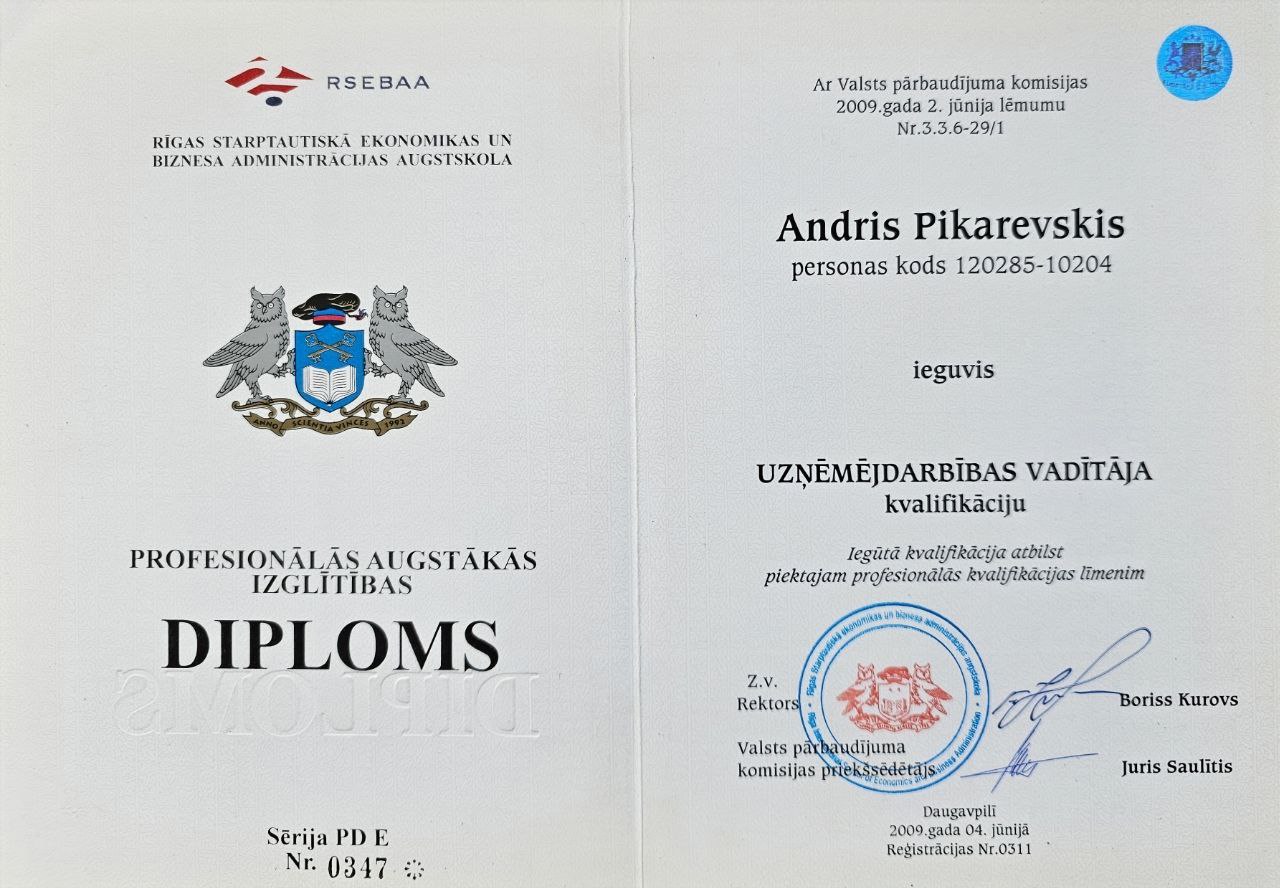 RSEBAA
RĪGAS STARPTAUTISKĀ EKONOMIKAS UN
BIZNESA ADMINISTRĀCIJAS AUGSTSKOLA
ANNO SCIENTIA VINCES 1992
PROFESIONĀLĀS AUGSTĀKĀS
IZGLĪTĪBAS
DIPLOMS
Sērija PD E
Nr. 0347
Ar Valsts pārbaudījuma komisijas
2009.gada 2. jūnija lēmumu
Nr.3.3.6-29/1
Andris Pikarevskis
personas kods 120285-10204
ieguvis
UZŅĒMĒJDARBĪBAS VADĪTĀJA
kvalifikāciju
Iegūtā kvalifikācija atbilst
piektajam profesionālās kvalifikācijas līmenim
Rīgas Starptautiskā ekonomikas un biznesa administrācijas augstskola
School of Economics and Business Administration
Z.v.
Rektors
Boriss Kurovs
Valsts pārbaudījuma
komisijas priekšsēdētājs
Juris Saulītis
Daugavpilī
2009.gada 04. jūnijā
Reģistrācijas Nr.0311